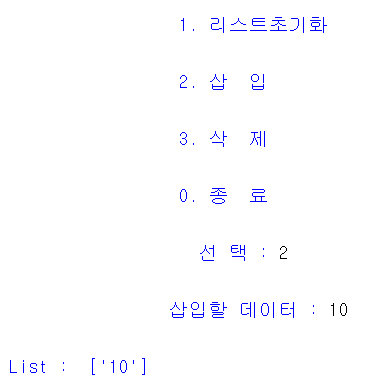 1. 리스트초기화
2. 삽  입
3. 삭  제
0. 종  료
선 택 : 2
삽입할 데이터 : 10
List :  ['10']